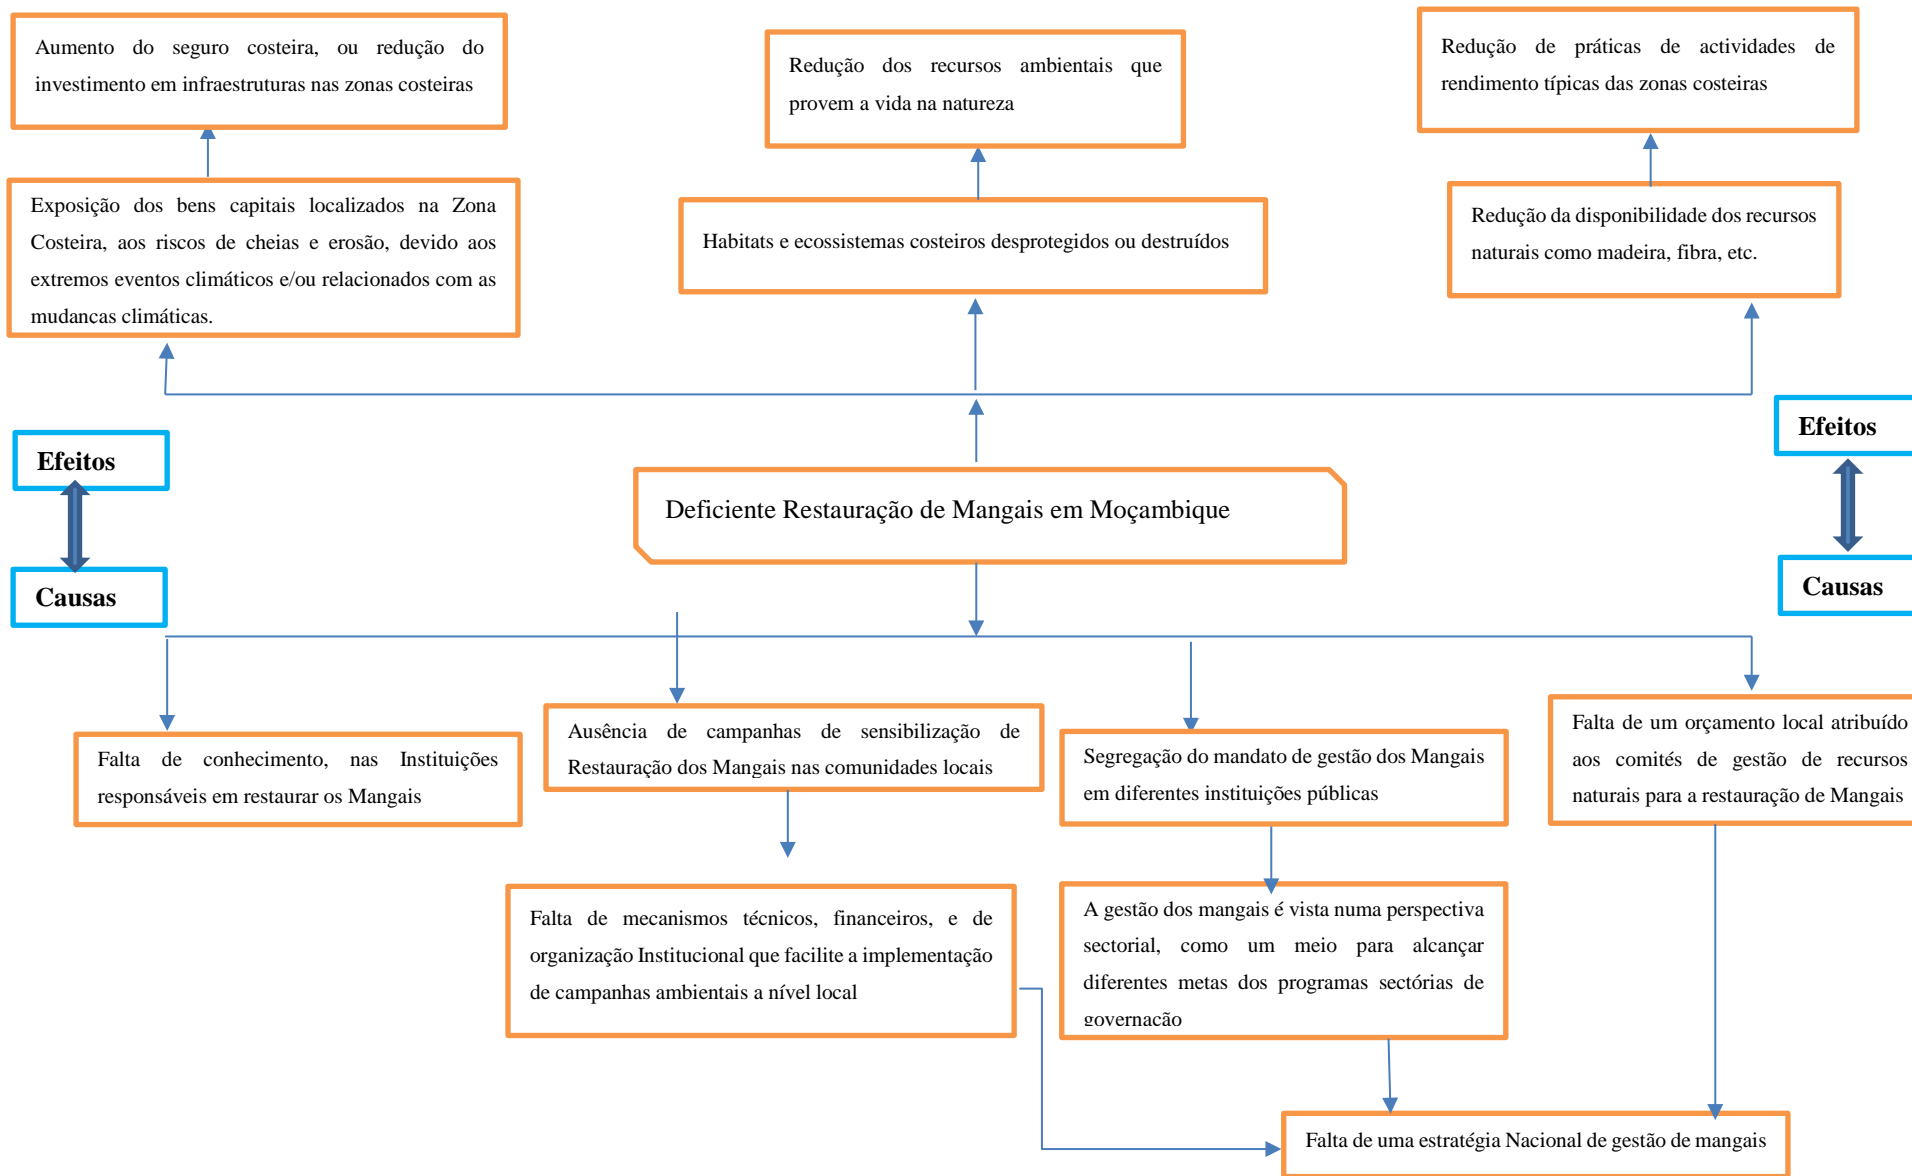 Aumento do seguro costeira, ou redução do
investimento em infraestruturas nas zonas costeiras
Redução dos recursos ambientais que
provem a vida na natureza
Redução de práticas de actividades de
rendimento típicas das zonas costeiras
Exposição dos bens capitais localizados na Zona
Costeira, aos riscos de cheias e erosão, devido aos
extremos eventos climáticos e/ou relacionados com as
mudancas climáticas.
Habitats e ecossistemas costeiros desprotegidos ou destruídos
Redução da disponibilidade dos recursos
naturais como madeira, fibra, etc.
Efeitos
Efeitos
Deficiente Restauração de Mangais em Moçambique
Causas
Causas
Falta de conhecimento, nas Instituições
responsáveis em restaurar os Mangais
Ausência de campanhas de sensibilização de
Restauração dos Mangais nas comunidades locais
Segregação do mandato de gestão dos Mangais
em diferentes instituições públicas
Falta de um orçamento local atribuído
aos comités de gestão de recursos
naturais para a restauração de Mangais
Falta de mecanismos técnicos, financeiros, e de
organização Institucional que facilite a implementação
de campanhas ambientais a nível local
A gestão dos mangais é vista numa perspectiva
sectorial, como um meio para alcançar
diferentes metas dos programas sectórias de
governacão
Falta de uma estratégia Nacional de gestão de mangais